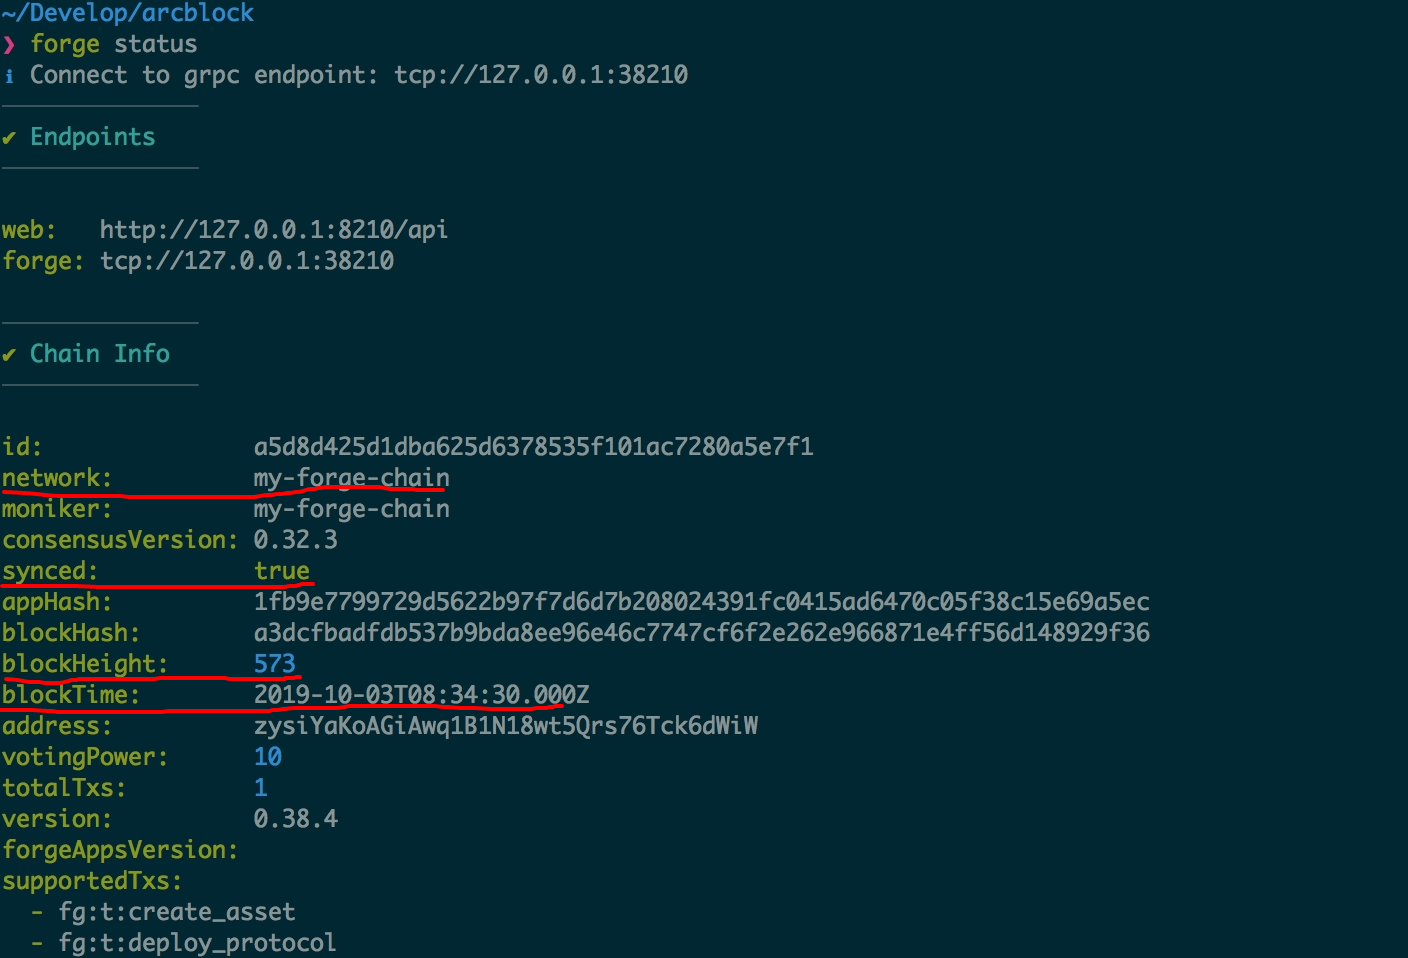 ~/Develop/arcblock
❯ forge status
ℹ Connect to grpc endpoint: tcp://127.0.0.1:38210
✔ Endpoints
web: http://127.0.0.1:8210/api
forge: tcp://127.0.0.1:38210
✔ Chain Info
id: a5d8d425d1dba625d6378535f101ac7280a5e7f1
network: my-forge-chain
moniker: my-forge-chain
consensusVersion: 0.32.3
synced: true
appHash: 1fb9e7799729d5622b97f7d6d7b208024391fc0415ad6470c05f38c15e69a5ec
blockHash: a3dcfbadfdb537b9bda8ee96e46c7747cf6f2e262e966871e4ff56d148929f36
blockHeight: 573
blockTime: 2019-10-03T08:34:30.000Z
address: zysiYaKoAGiAwq1B1N18wt5Qrs76Tck6dWiW
votingPower: 10
totalTxs: 1
version: 0.38.4
forgeAppsVersion:
supportedTxs:
- fg:t:create_asset
- fg:t:deploy_protocol